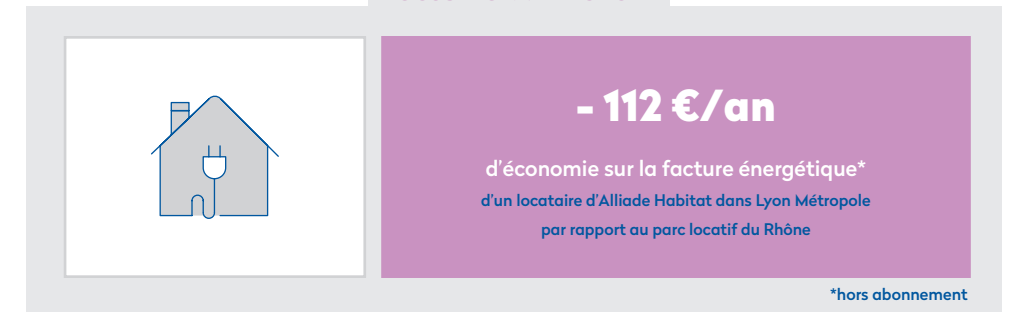 - 112 €/an
d'économie sur la facture énergétique*
d'un locataire d'Alliade Habitat dans Lyon Métropole
par rapport au parc locatif du Rhône
*hors abonnement